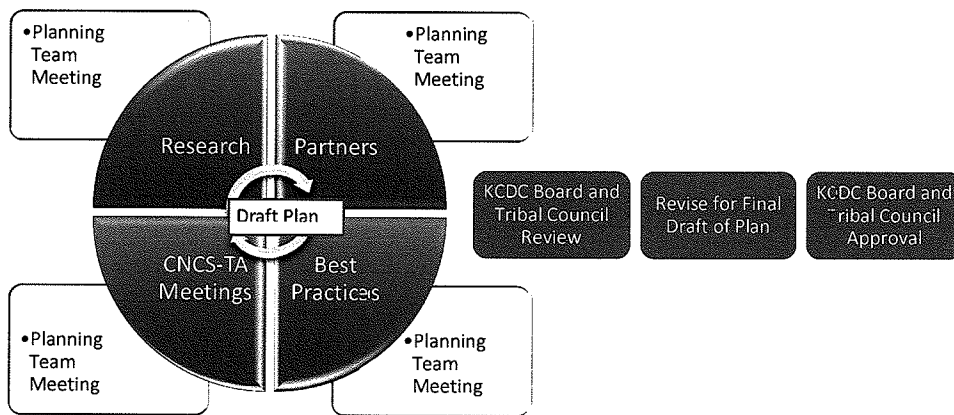 •Planning
Team
Meeting
•Planning
Team
Meeting
Research
Partners
Draft Plan
CNCS-TA
Meetings
Best
Practices
•Planning
Team
Meeting
•Planning
Team
Meeting
KCDC Board and
Tribal Council
Review
Revise for Final
Draft of Plan
KCDC Board and
Tribal Council
Approval